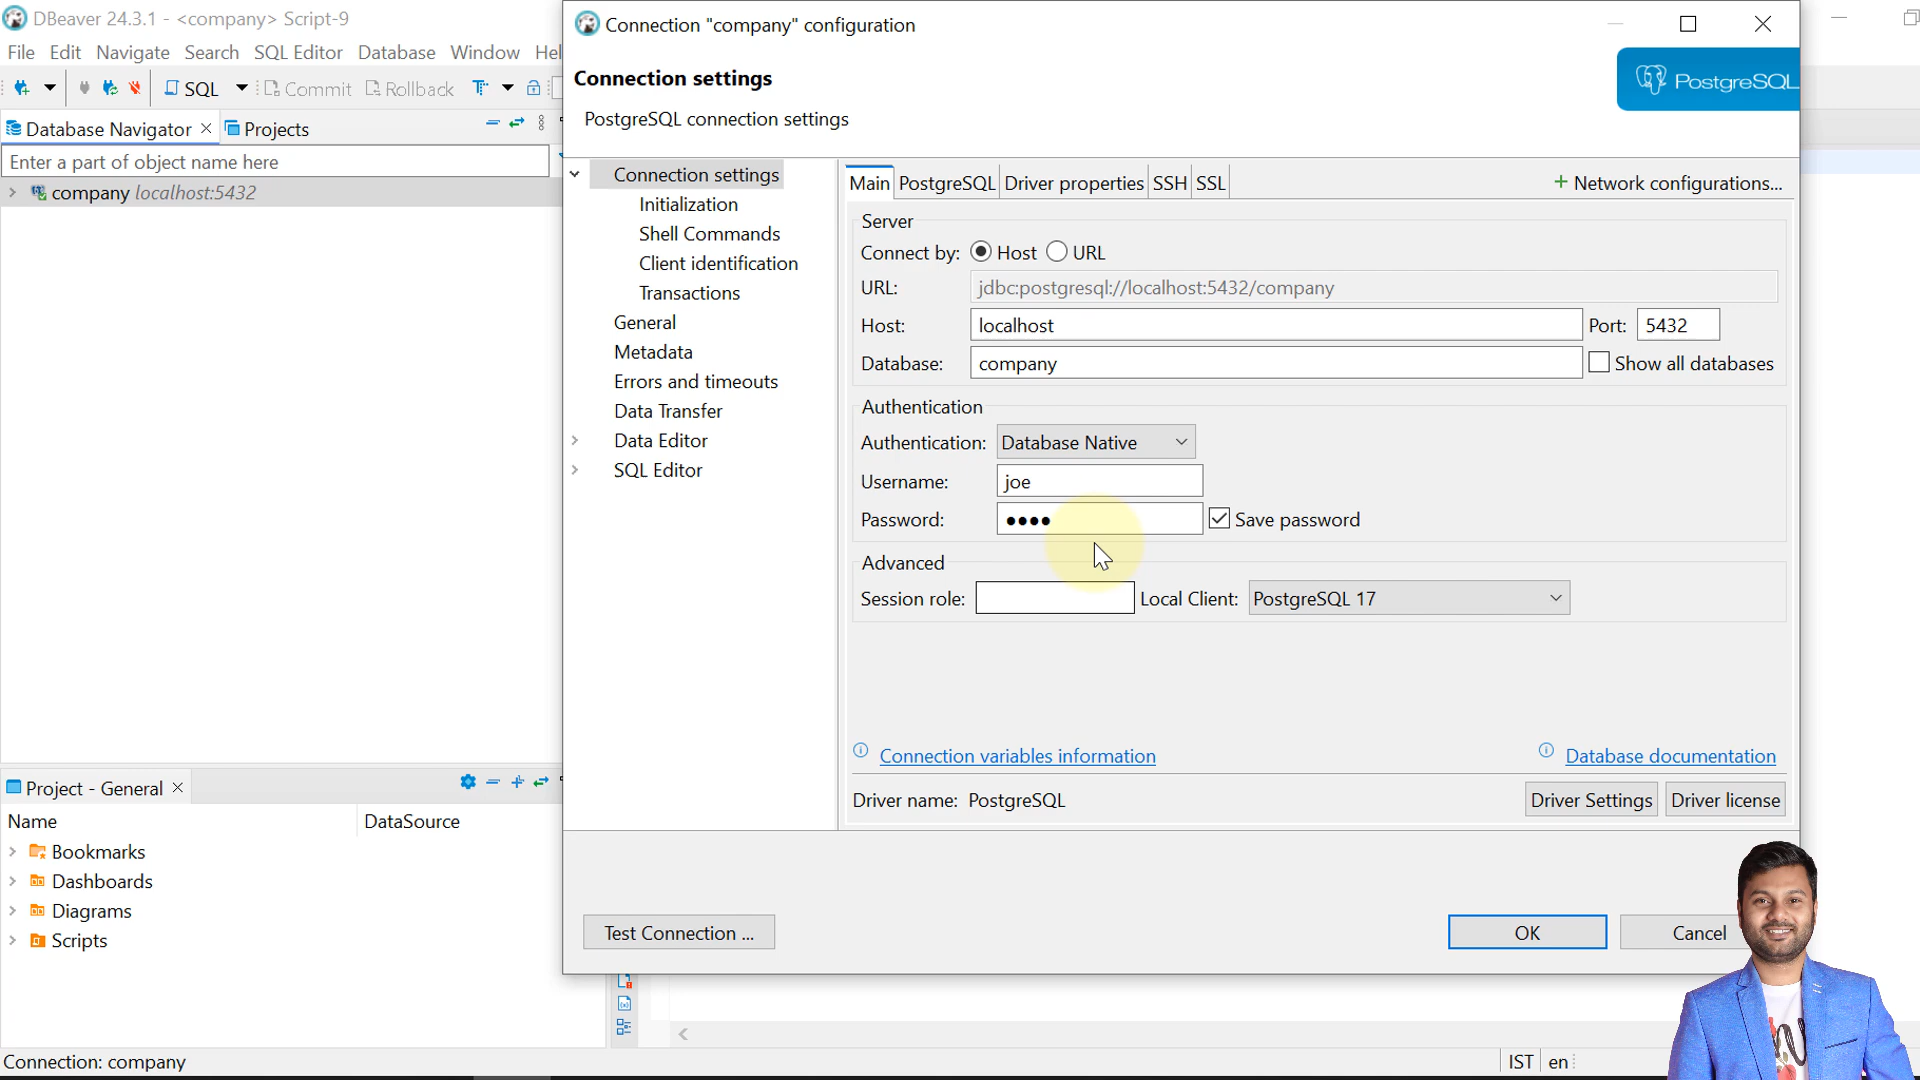 DBeaver 24.3.1 - <company> Script-9
File Edit Navigate Search SQL Editor Database Window Hel
SQL Commit Rollback
Database Navigator Projects
Enter a part of object name here
company localhost:5432
Project - General
Name DataSource
Bookmarks
Dashboards
Diagrams
Scripts
Connection: company
Connection "company" configuration
Connection settings
PostgreSQL connection settings
PostgreSQL
Connection settings
Initialization
Shell Commands
Client identification
Transactions
General
Metadata
Errors and timeouts
Data Transfer
Data Editor
SQL Editor
Main PostgreSQL Driver properties SSH SSL + Network configurations...
Server
Connect by: Host URL
URL: jdbc:postgresql://localhost:5432/company
Host: localhost Port: 5432
Database: company Show all databases
Authentication
Authentication: Database Native
Username: joe
Password: ●●●● Save password
Advanced
Session role: Local Client: PostgreSQL 17
Connection variables information Database documentation
Driver name: PostgreSQL Driver Settings Driver license
Test Connection ... OK Cancel
IST en